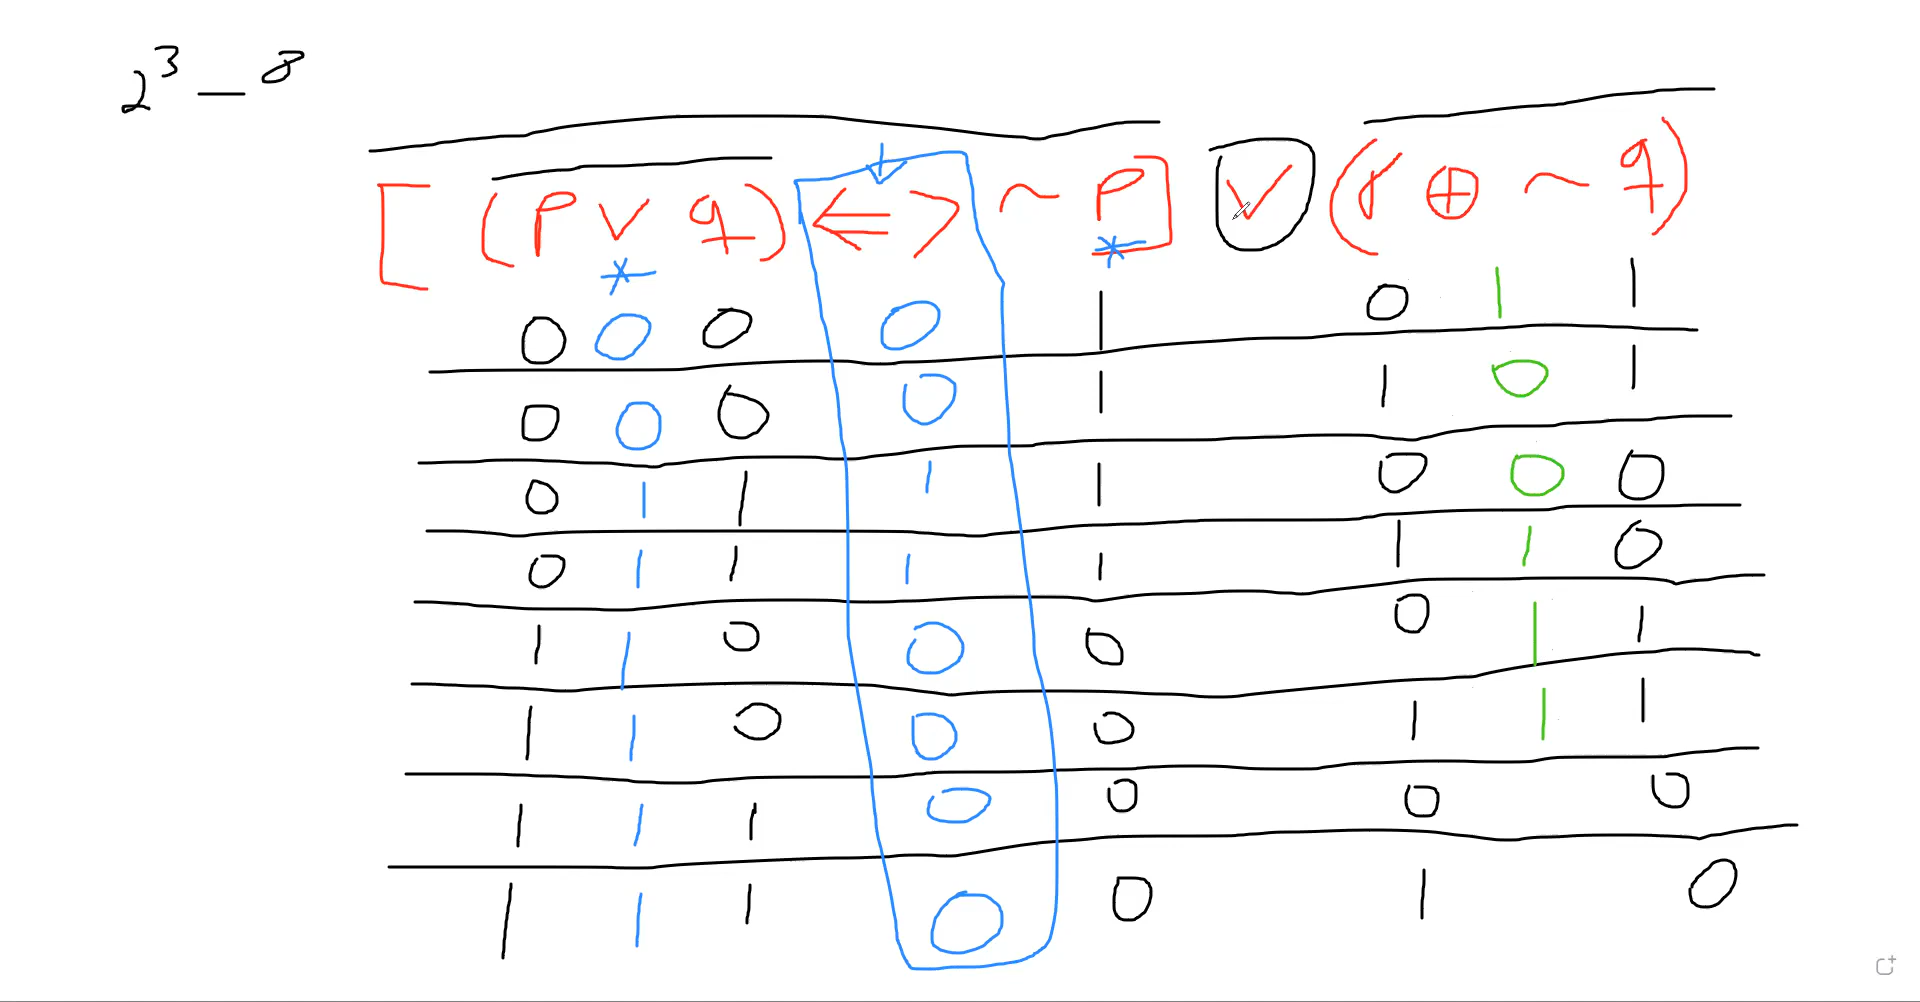 2³ — 8
[ (p ∨ q) <=> ~ p ] ∨ (r ⊕ ~ q)
* *
0 0 0 0 1 0 1 1
0 0 0 0 1 1 0 1
0 1 1 1 1 0 0 0
0 1 1 1 1 1 1 0
1 1 0 0 0 0 1 1
1 1 0 0 0 1 1 1
1 1 1 0 0 0 0
1 1 1 0 0 1 0